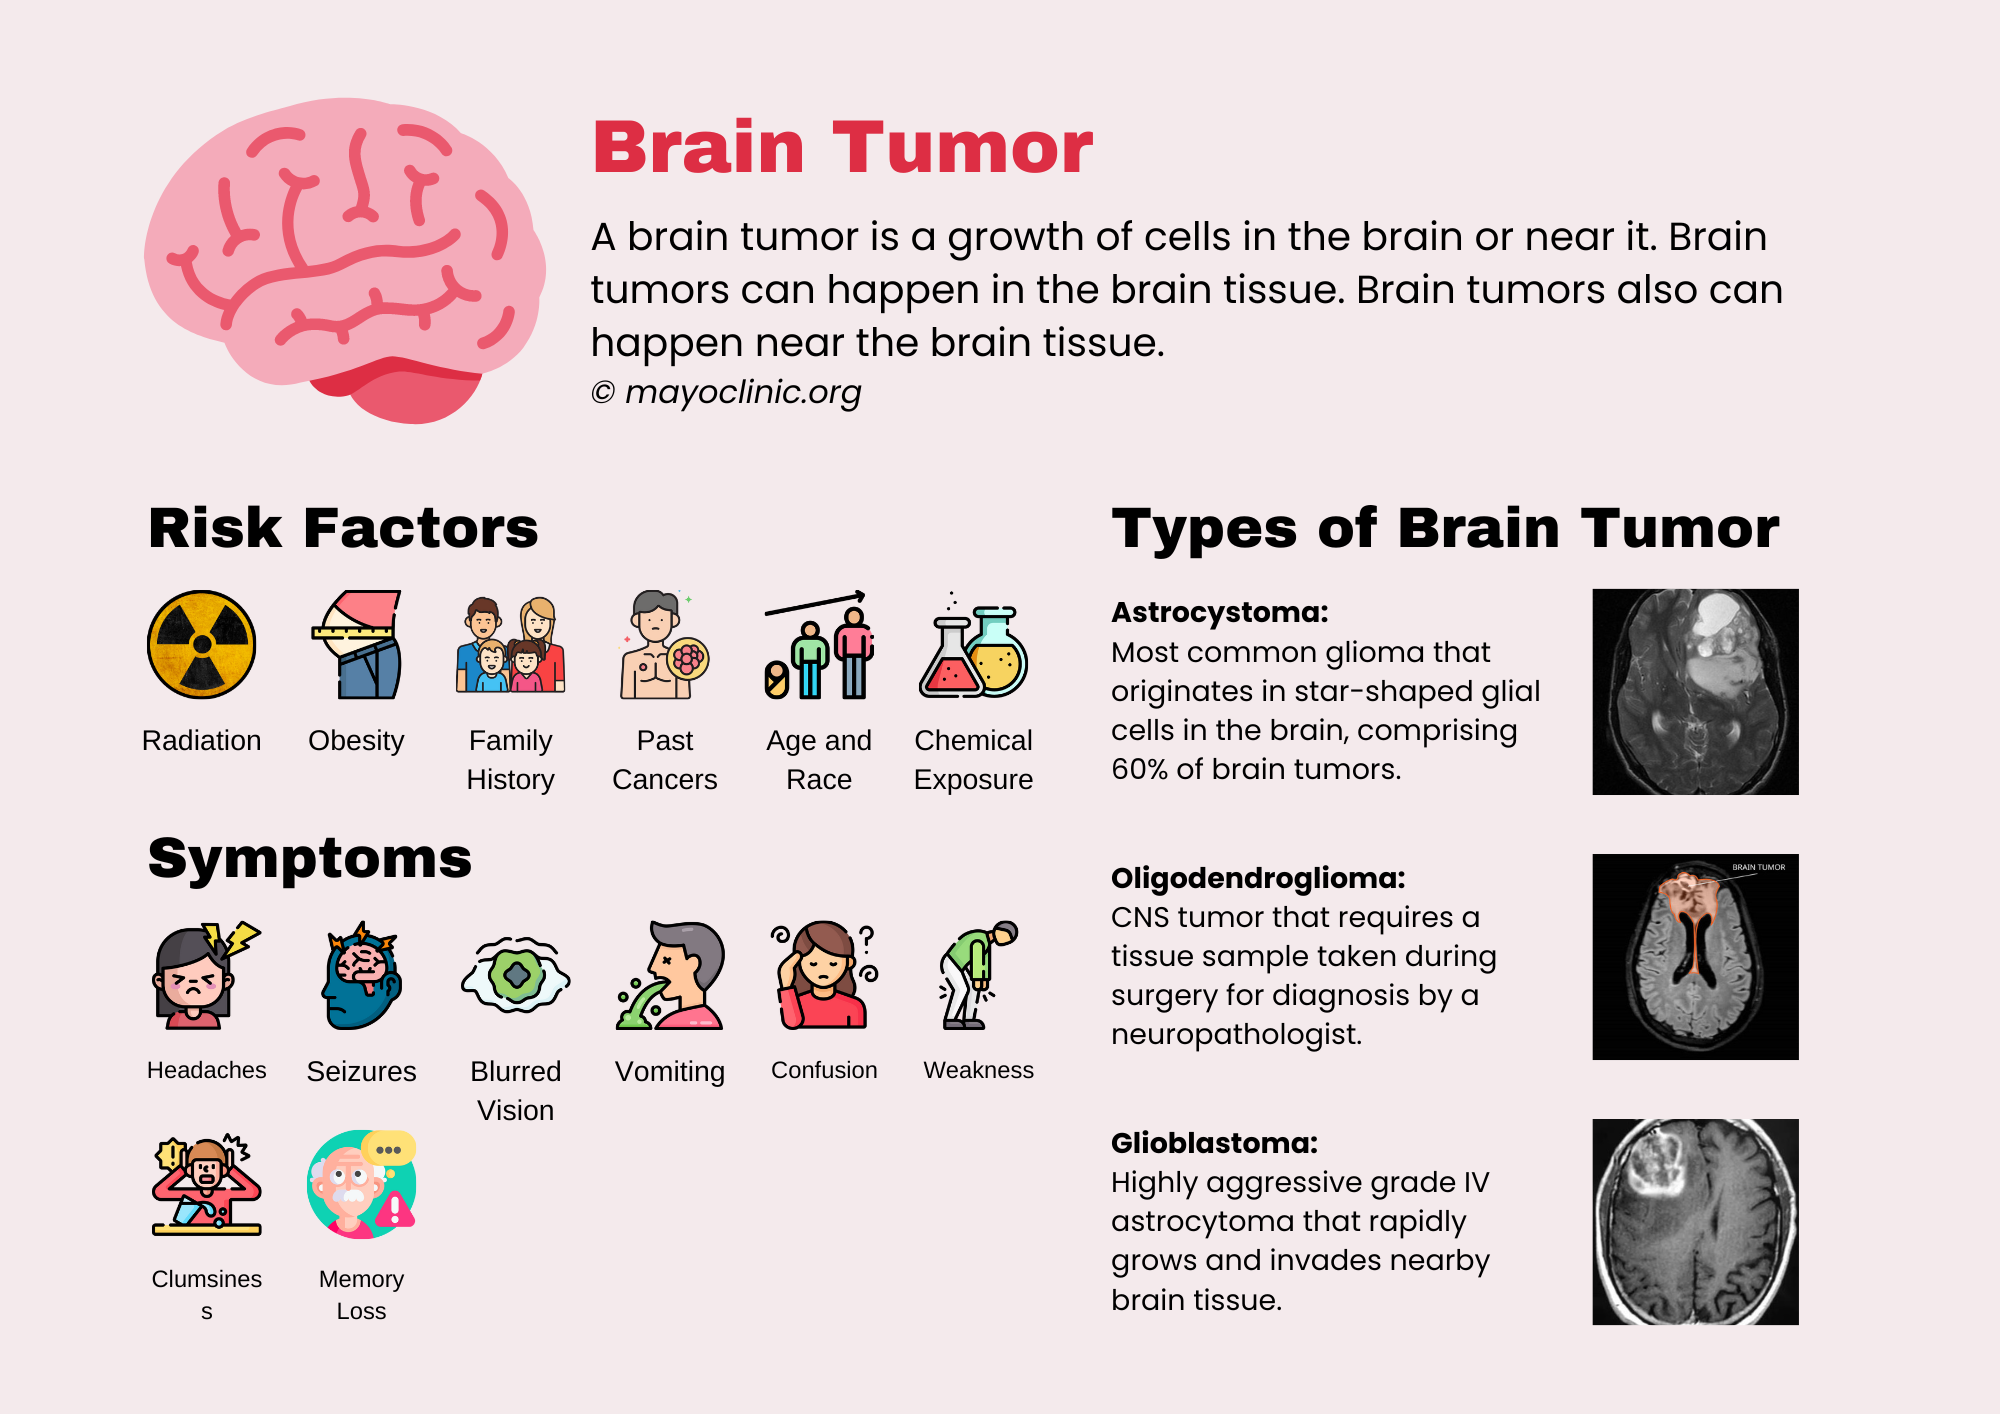 Brain Tumor
A brain tumor is a growth of cells in the brain or near it. Brain
tumors can happen in the brain tissue. Brain tumors also can
happen near the brain tissue.
© mayoclinic.org
Risk Factors
Radiation
Obesity
Family
History
Past
Cancers
Age and
Race
Chemical
Exposure
Symptoms
Headaches
Seizures
Blurred
Vision
Vomiting
Confusion
Weakness
Clumsines
s
Memory
Loss
Types of Brain Tumor
Astrocystoma:
Most common glioma that
originates in star-shaped glial
cells in the brain, comprising
60% of brain tumors.
Oligodendroglioma:
CNS tumor that requires a
tissue sample taken during
surgery for diagnosis by a
neuropathologist.
BRAIN TUMOR
Glioblastoma:
Highly aggressive grade IV
astrocytoma that rapidly
grows and invades nearby
brain tissue.